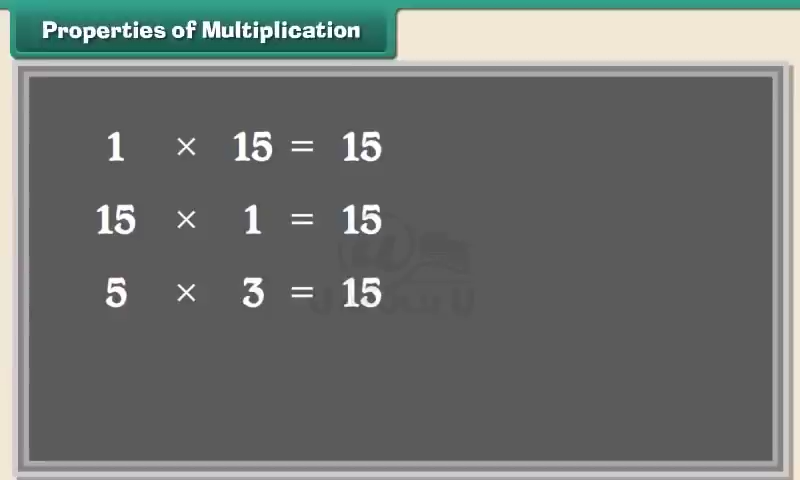 Properties of Multiplication
1 × 15 = 15
15 × 1 = 15
5 × 3 = 15